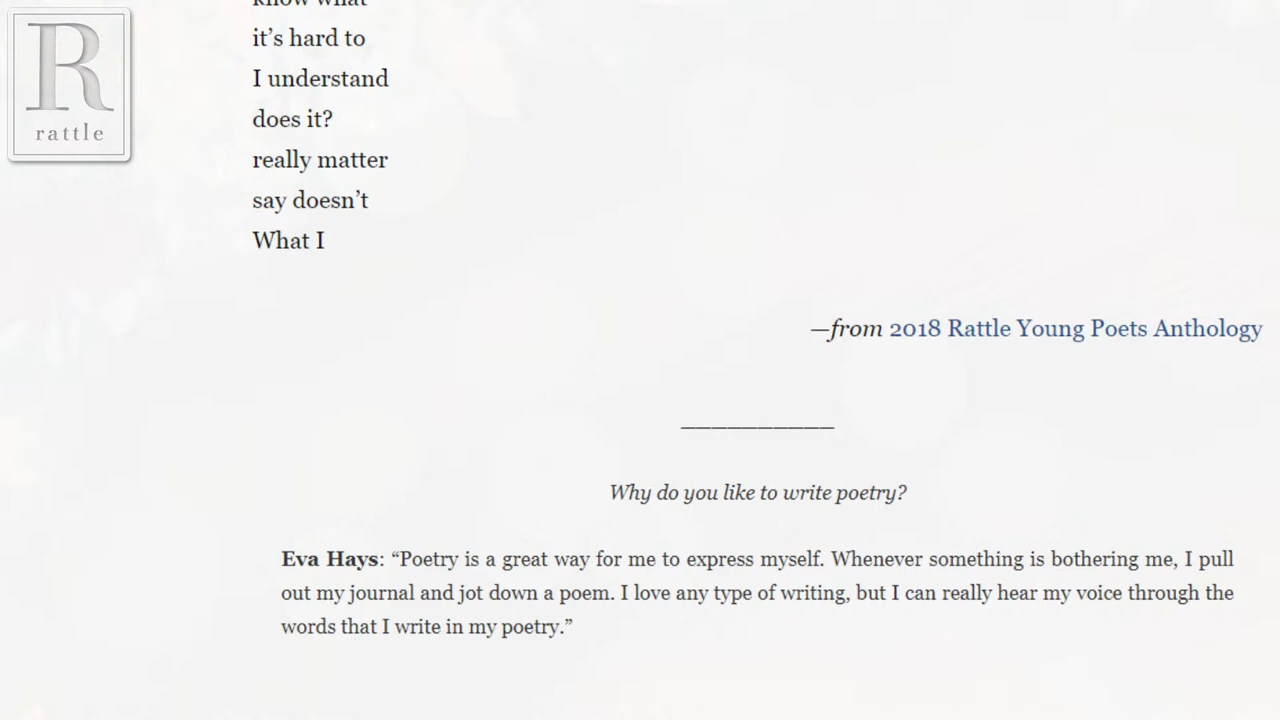 know what
it’s hard to
I understand
does it?
really matter
say doesn’t
What I
R
rattle
—from 2018 Rattle Young Poets Anthology
Why do you like to write poetry?
Eva Hays: “Poetry is a great way for me to express myself. Whenever something is bothering me, I pull
out my journal and jot down a poem. I love any type of writing, but I can really hear my voice through the
words that I write in my poetry.”